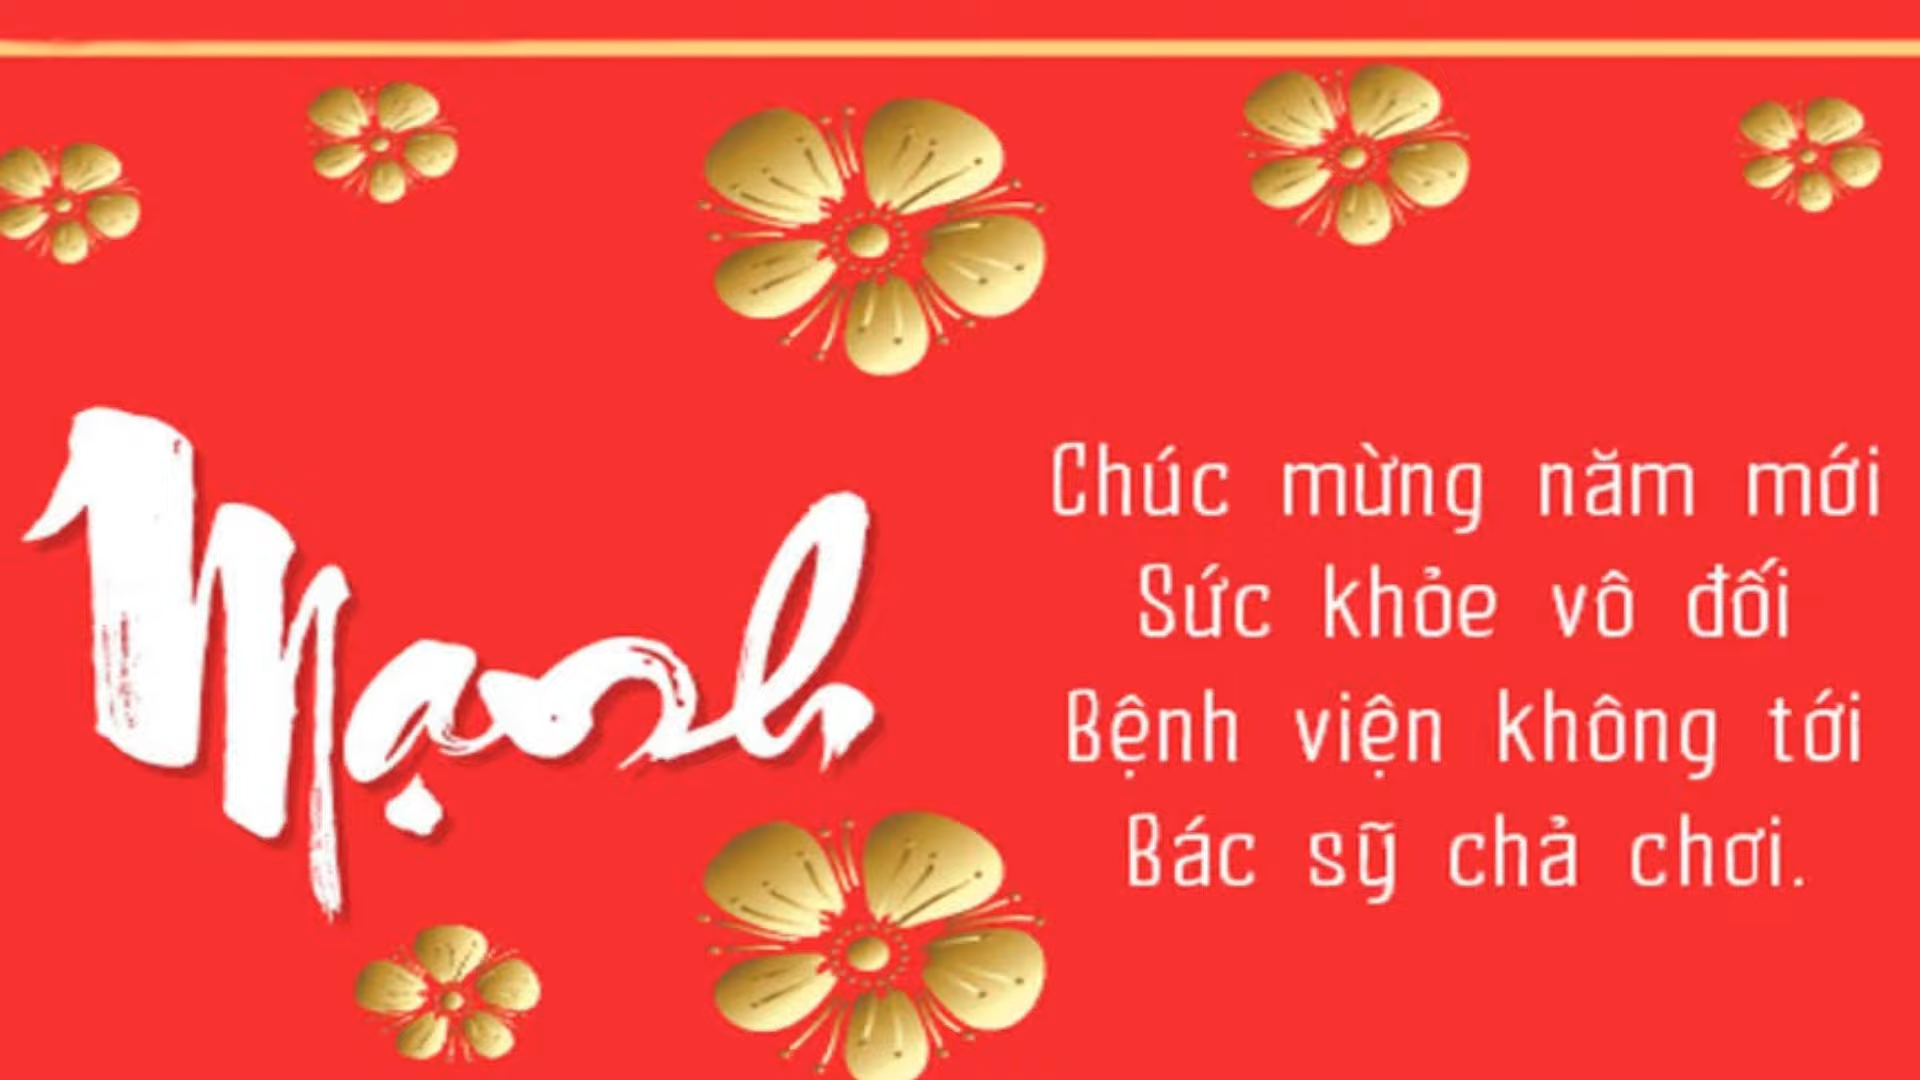 Mạnh
Chúc mừng năm mới
Sức khỏe vô đối
Bệnh viện không tới
Bác sỹ chả chơi.